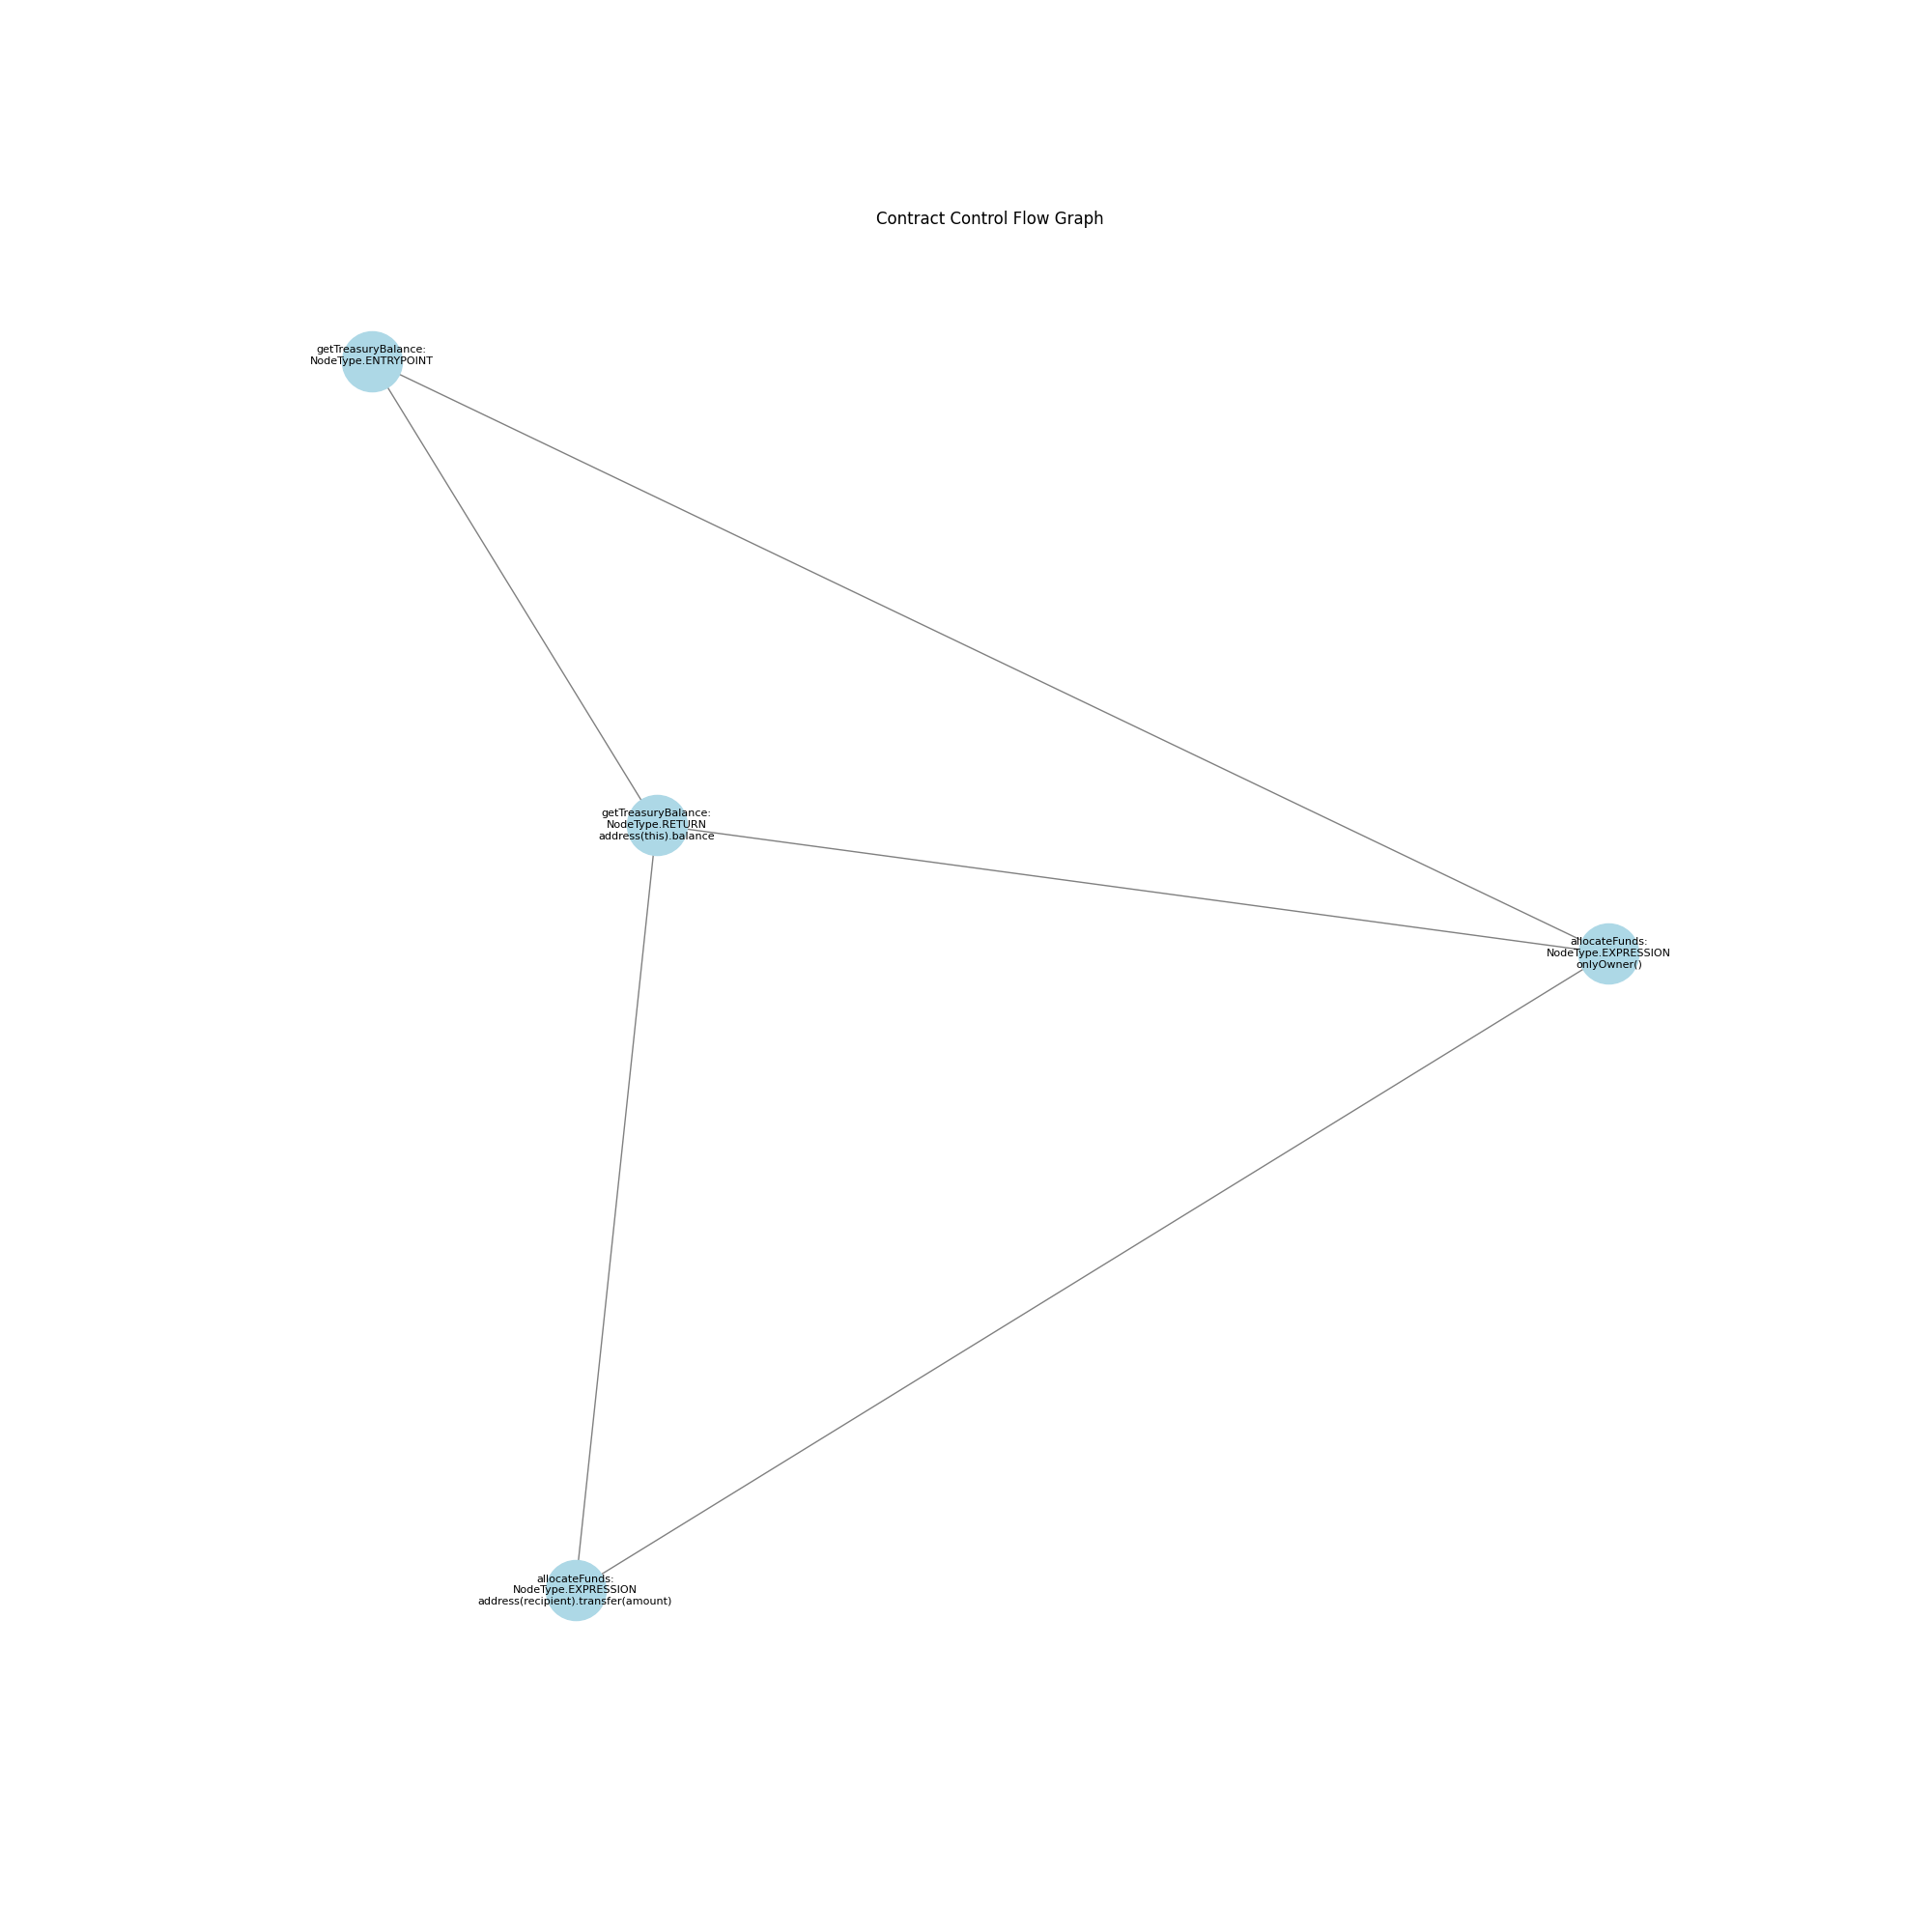 Contract Control Flow Graph
getTreasuryBalance:
NodeType.ENTRYPOINT
getTreasuryBalance:
NodeType.RETURN
address(this).balance
allocateFunds:
NodeType.EXPRESSION
onlyOwner()
allocateFunds:
NodeType.EXPRESSION
address(recipient).transfer(amount)